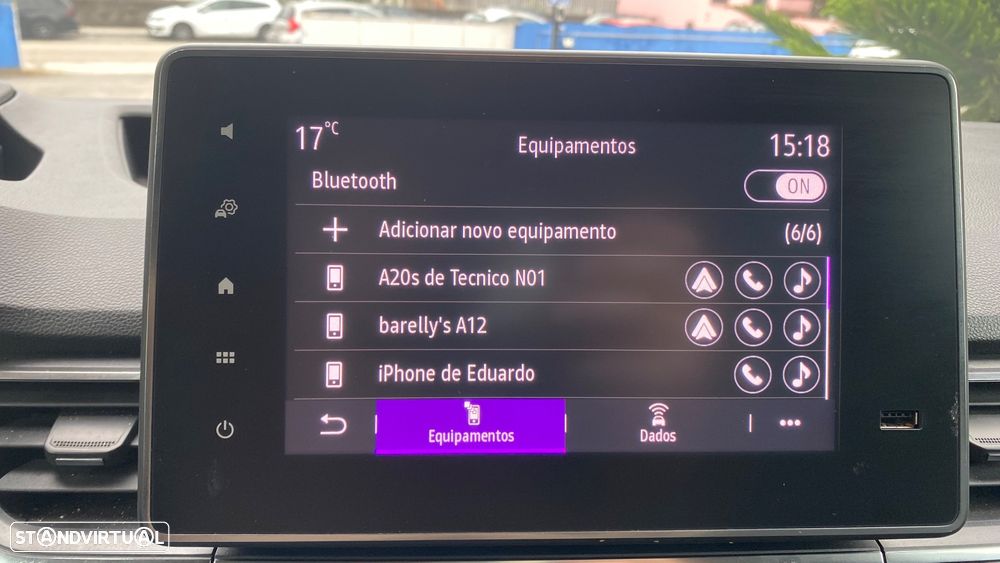 17°C
Equipamentos
15:18
Bluetooth
ON
Adicionar novo equipamento
(6/6)
A20s de Tecnico N01
barelly's A12
iPhone de Eduardo
Equipamentos
Dados
STANDVIRTUAL